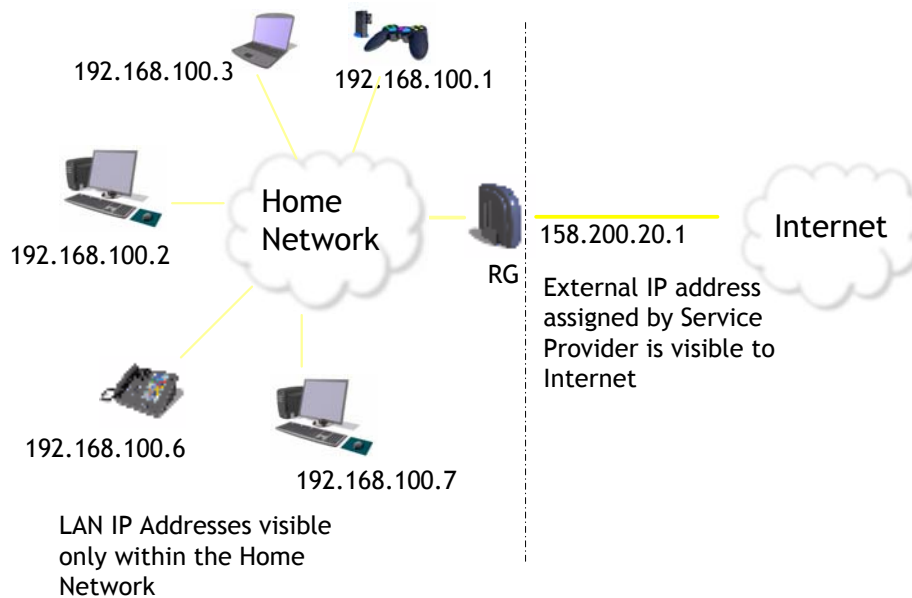 192.168.100.3
192.168.100.1
Home
Network
192.168.100.2
RG
158.200.20.1
Internet
External IP address
assigned by Service
Provider is visible to
Internet
192.168.100.6
192.168.100.7
LAN IP Addresses visible
only within the Home
Network